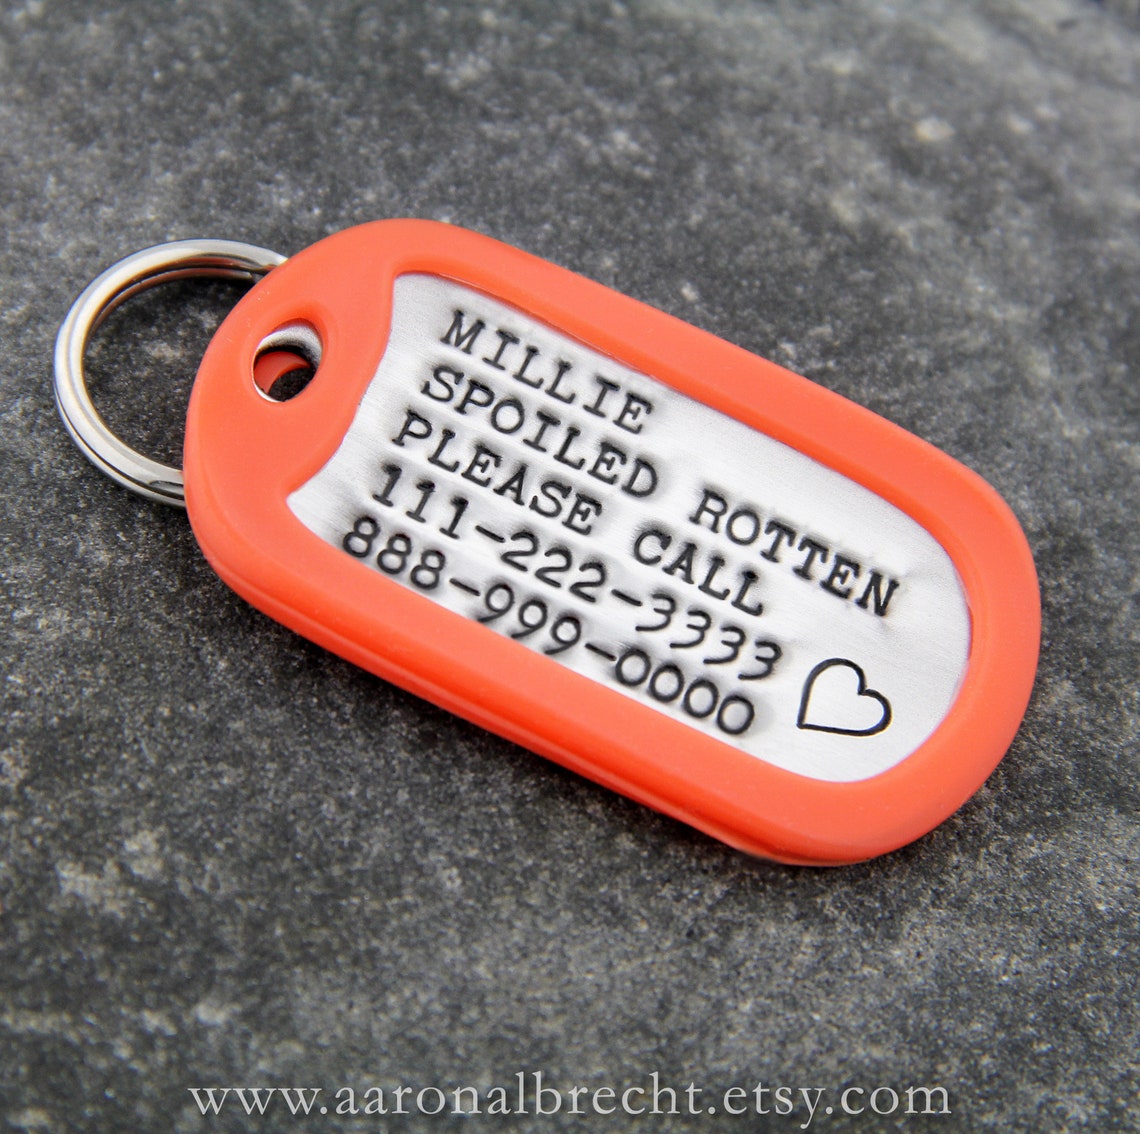 MILLIE
SPOILED ROTTEN
PLEASE CALL
111-222-3333
888-999-0000
www.aaronalbrecht.etsy.com